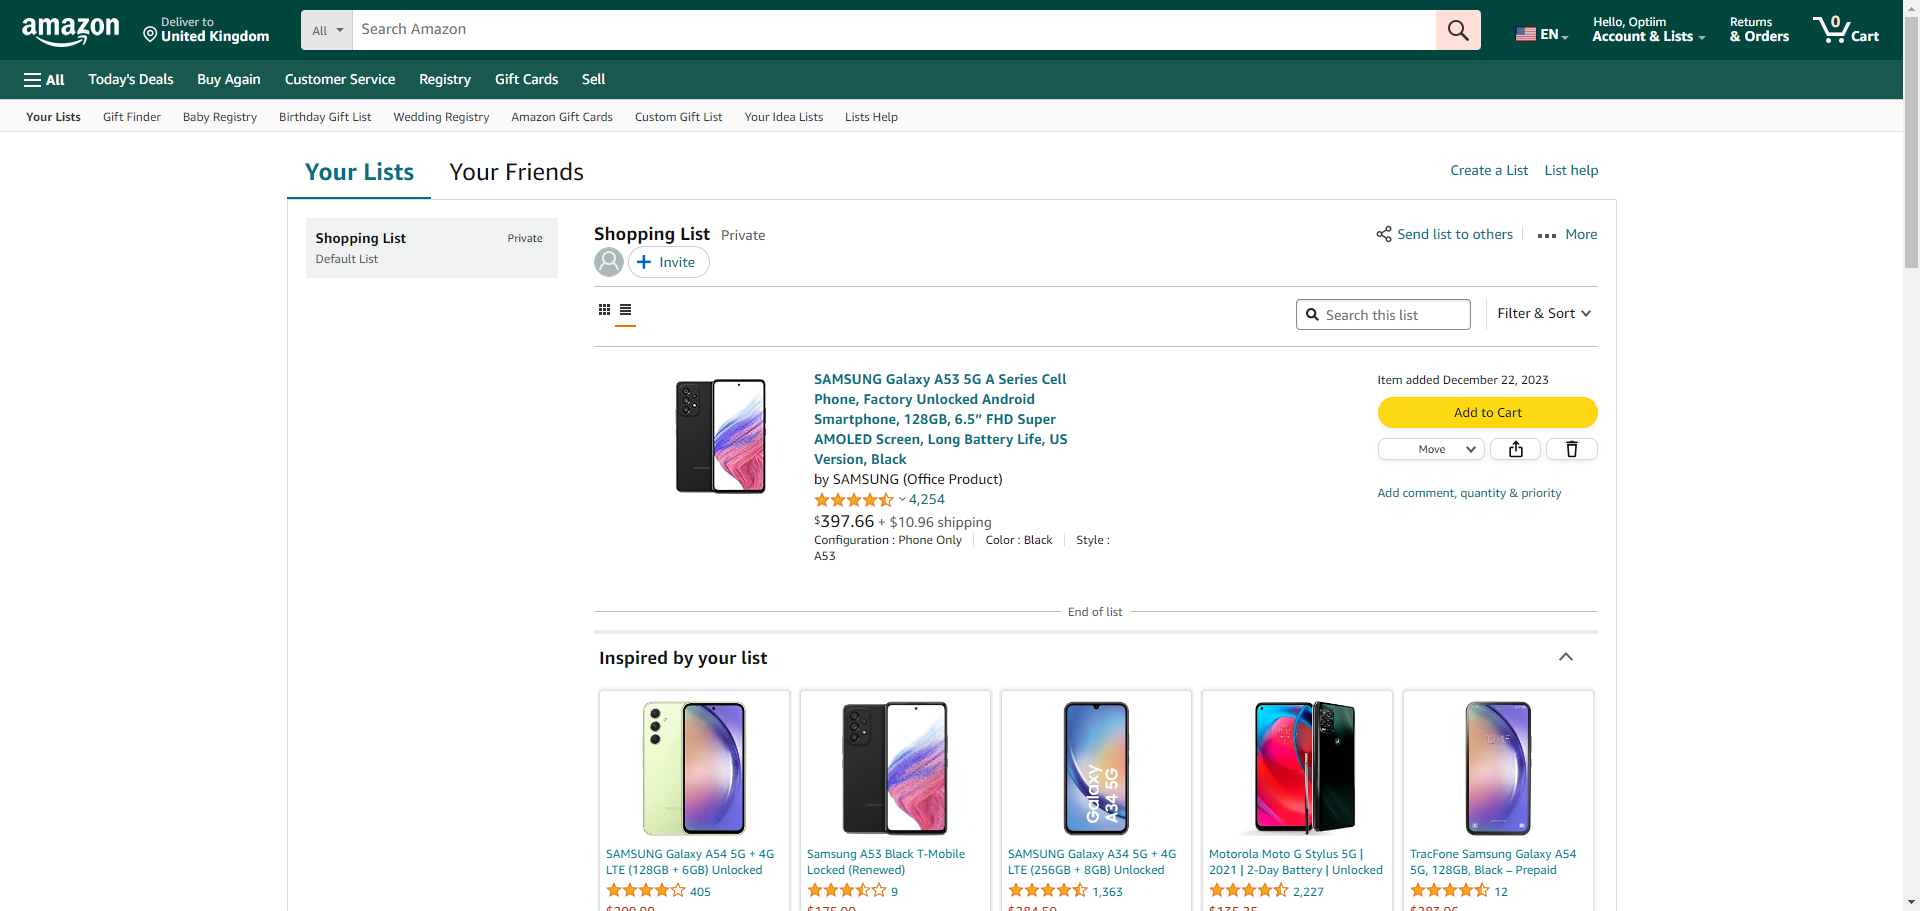 amazon
Deliver to
United Kingdom
All
Search Amazon
EN
Hello, Optiim
Account & Lists
Returns
& Orders
0
Cart
All
Today's Deals
Buy Again
Customer Service
Registry
Gift Cards
Sell
Your Lists
Gift Finder
Baby Registry
Birthday Gift List
Wedding Registry
Amazon Gift Cards
Custom Gift List
Your Idea Lists
Lists Help
Your Lists
Your Friends
Create a List
List help
Shopping List
Private
Default List
Shopping List Private
Send list to others
More
Invite
Search this list
Filter & Sort
SAMSUNG Galaxy A53 5G A Series Cell
Phone, Factory Unlocked Android
Smartphone, 128GB, 6.5” FHD Super
AMOLED Screen, Long Battery Life, US
Version, Black
by SAMSUNG (Office Product)
4,254
$397.66 + $10.96 shipping
Configuration : Phone Only
Color : Black
Style :
A53
Item added December 22, 2023
Add to Cart
Move
Add comment, quantity & priority
End of list
Inspired by your list
Galaxy
A34 5G
SAMSUNG Galaxy A54 5G + 4G
LTE (128GB + 6GB) Unlocked
405
Samsung A53 Black T-Mobile
Locked (Renewed)
9
SAMSUNG Galaxy A34 5G + 4G
LTE (256GB + 8GB) Unlocked
1,363
Motorola Moto G Stylus 5G |
2021 | 2-Day Battery | Unlocked
2,227
TracFone Samsung Galaxy A54
5G, 128GB, Black – Prepaid
12